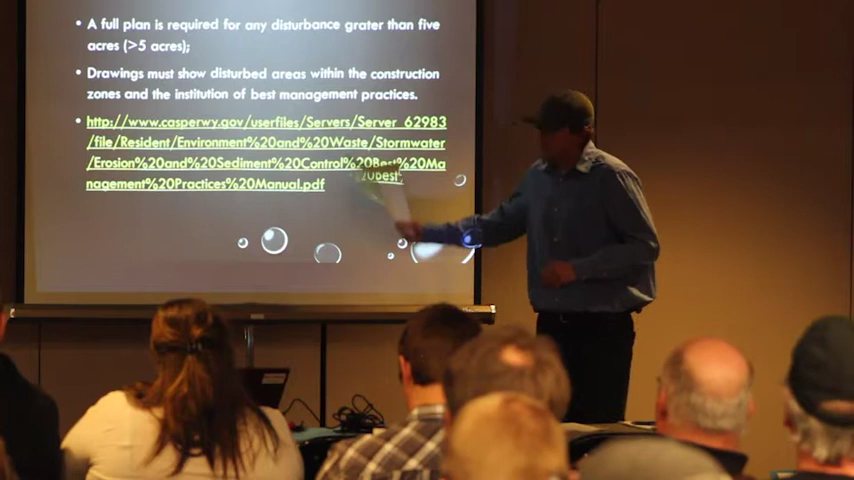 A full plan is required for any disturbance grater than five
acres (>5 acres);
Drawings must show disturbed areas within the construction
zones and the institution of best management practices.
http://www.casperwy.gov/userfiles/Servers/Server_62983
/file/Resident/Environment%20and%20Waste/Stormwater
/Erosion%20and%20Sediment%20Control%20Best%20Ma
nagement%20Practices%20Manual.pdf